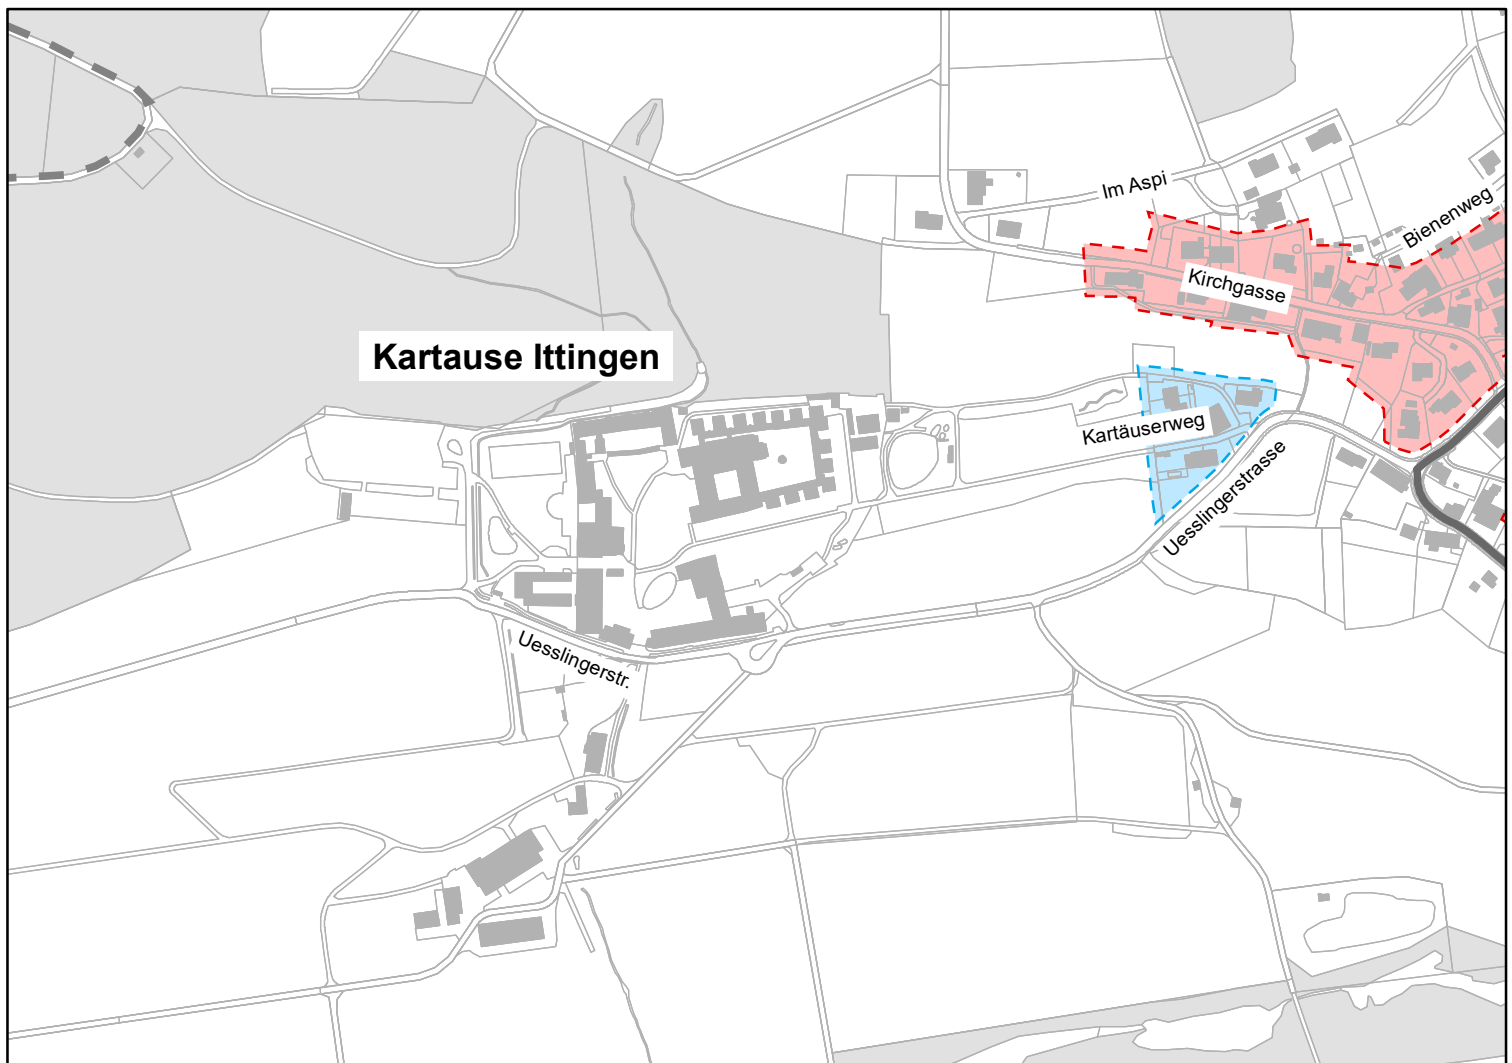 Im Aspi
Bienenweg
Kirchgasse
Kartause Ittingen
Kartäuserweg
Uesslingerstrasse
Uesslingerstr.